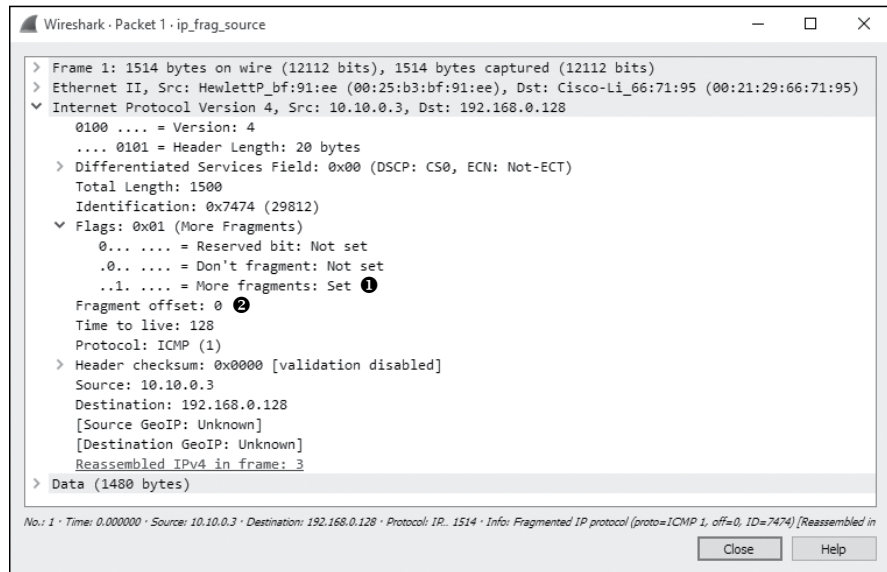 Wireshark · Packet 1 · ip_frag_source
> Frame 1: 1514 bytes on wire (12112 bits), 1514 bytes captured (12112 bits)
> Ethernet II, Src: HewlettP_bf:91:ee (00:25:b3:bf:91:ee), Dst: Cisco-Li_66:71:95 (00:21:29:66:71:95)
Internet Protocol Version 4, Src: 10.10.0.3, Dst: 192.168.0.128
0100 .... = Version: 4
.... 0101 = Header Length: 20 bytes
> Differentiated Services Field: 0x00 (DSCP: CS0, ECN: Not-ECT)
Total Length: 1500
Identification: 0x7474 (29812)
Flags: 0x01 (More Fragments)
0... .... = Reserved bit: Not set
.0.. .... = Don't fragment: Not set
..1. .... = More fragments: Set ❶
Fragment offset: 0 ❷
Time to live: 128
Protocol: ICMP (1)
> Header checksum: 0x0000 [validation disabled]
Source: 10.10.0.3
Destination: 192.168.0.128
[Source GeoIP: Unknown]
[Destination GeoIP: Unknown]
Reassembled IPv4 in frame: 3
> Data (1480 bytes)
No.: 1 · Time: 0.000000 · Source: 10.10.0.3 · Destination: 192.168.0.128 · Protocol: IP... 1514 · Info: Fragmented IP protocol (proto=ICMP 1, off=0, ID=7474) [Reassembled in
Close Help